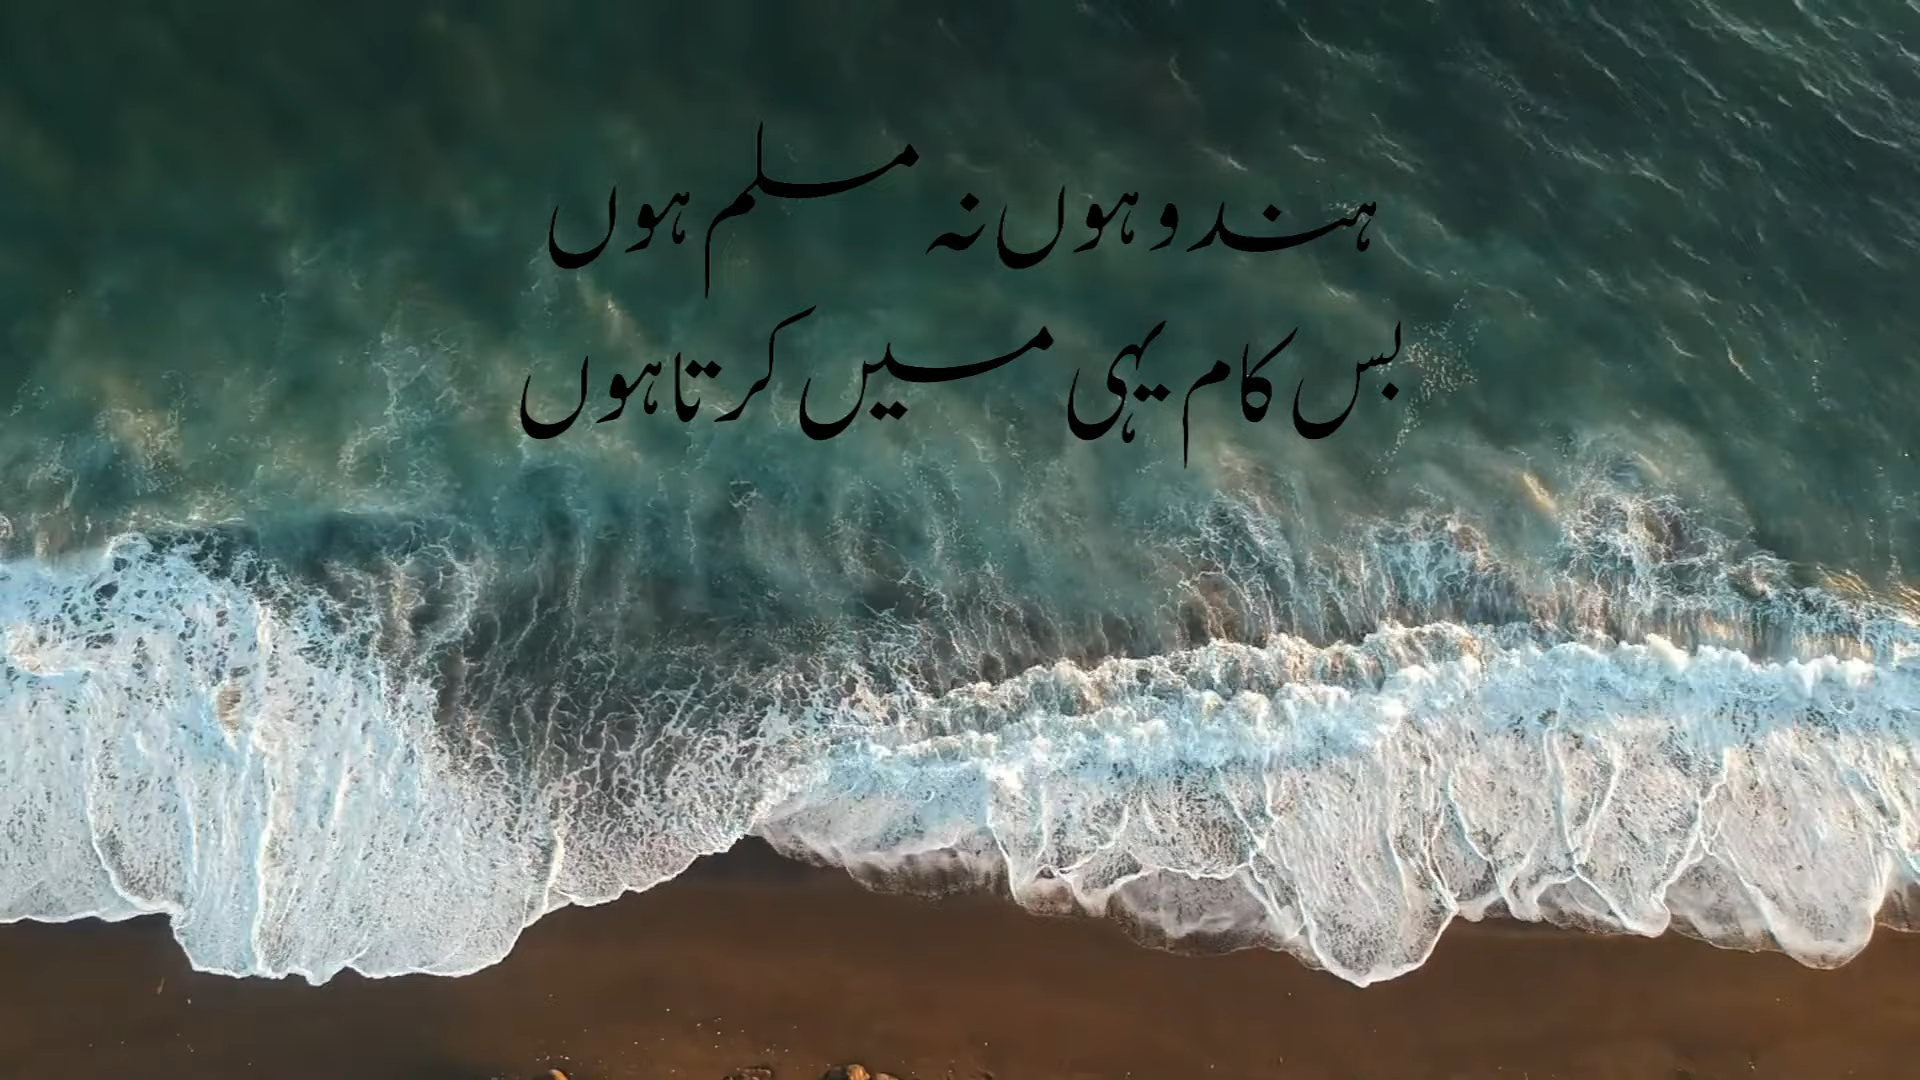 ہندو ہوں نہ مسلم ہوں
بس کام یہی میں کرتا ہوں